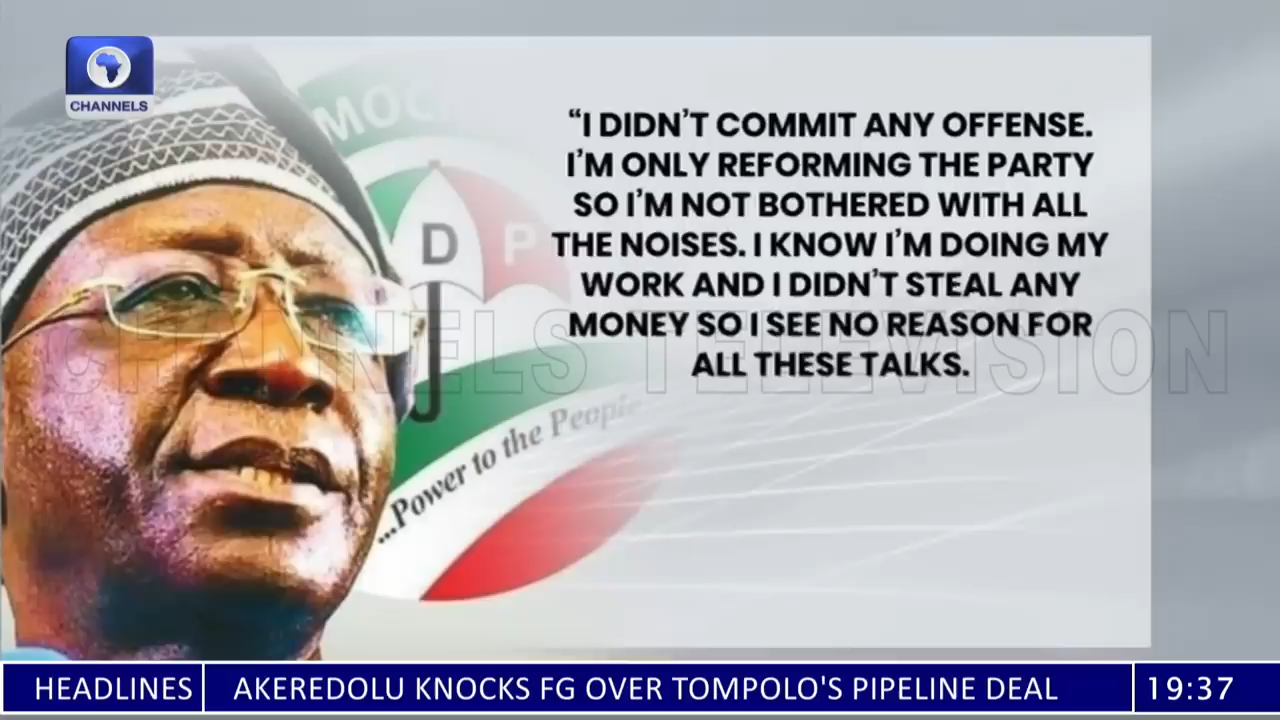 CHANNELS
MOC
D P
...Power to the People
“I DIDN’T COMMIT ANY OFFENSE.
I’M ONLY REFORMING THE PARTY
SO I’M NOT BOTHERED WITH ALL
THE NOISES. I KNOW I’M DOING MY
WORK AND I DIDN’T STEAL ANY
MONEY SO I SEE NO REASON FOR
ALL THESE TALKS.
CHANNELS TELEVISION
HEADLINES AKEREDOLU KNOCKS FG OVER TOMPOLO'S PIPELINE DEAL 19:37